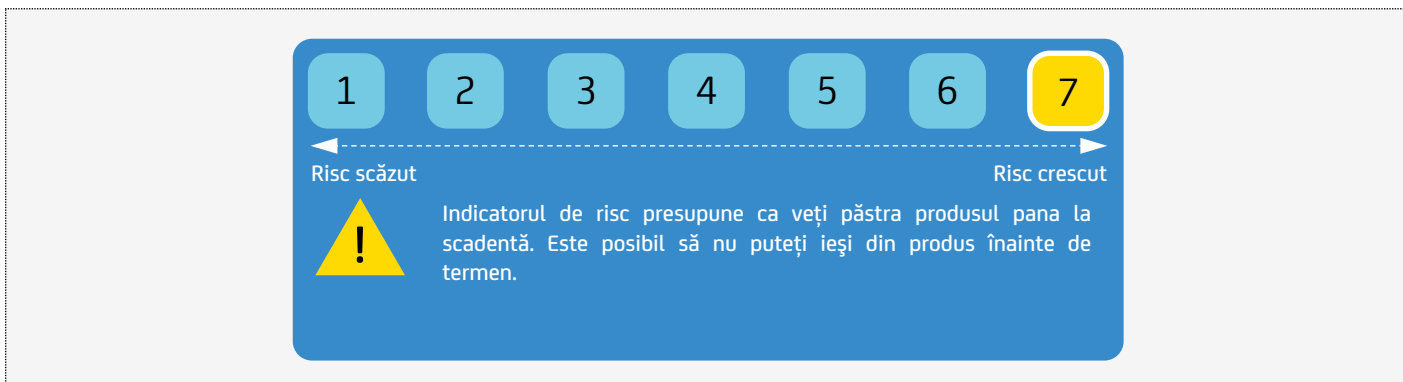 1 2 3 4 5 6 7
Risc scăzut Risc crescut
!
Indicatorul de risc presupune ca veți păstra produsul pana la
scadentă. Este posibil să nu puteți ieşi din produs înainte de
termen.